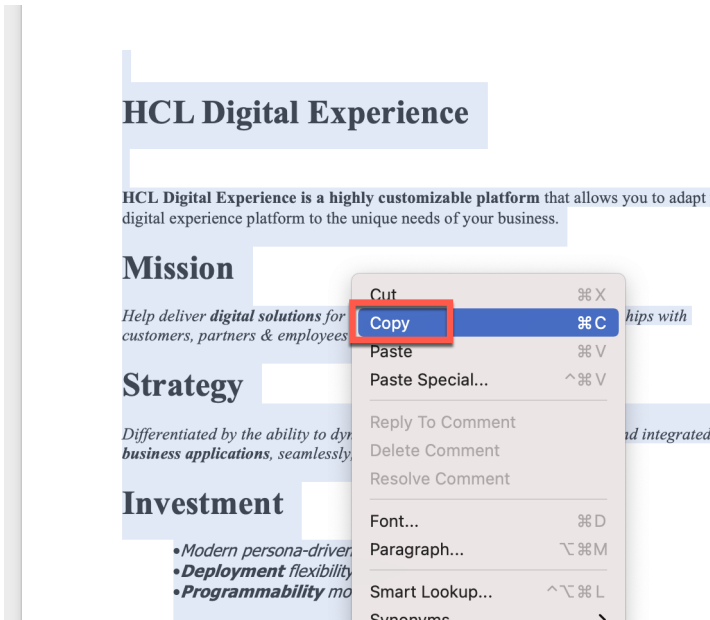 HCL Digital Experience
HCL Digital Experience is a highly customizable platform that allows you to adapt
digital experience platform to the unique needs of your business.
Mission
Help deliver digital solutions for
hips with
customers, partners & employees
Strategy
Differentiated by the ability to
nd integrated
business applications, seamlessly,
Investment
•Modern persona-driven
•Deployment flexibility
•Programmability
Cut ⌘X
Copy ⌘C
Paste ⌘V
Paste Special... ^⌘V
Reply To Comment
Delete Comment
Resolve Comment
Font... ⌘D
Paragraph... ⌥⌘M
Smart Lookup... ^⌥⌘L
Synonyms